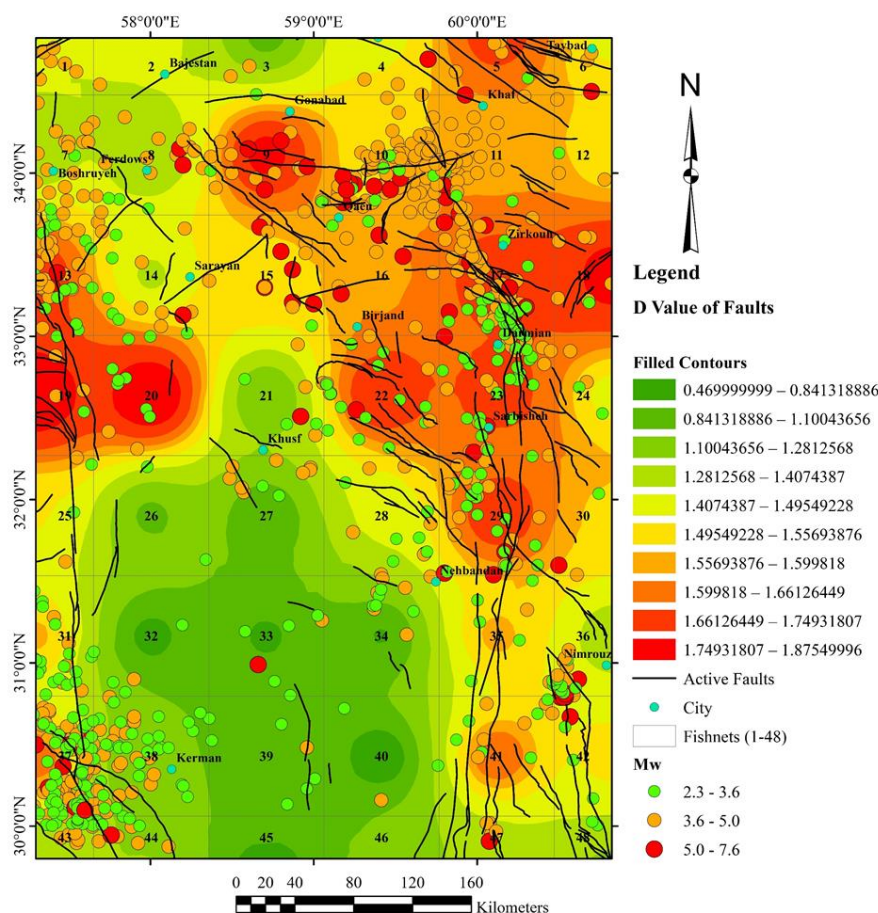 58°0'0"E 59°0'0"E 60°0'0"E
34°0'0"N
33°0'0"N
32°0'0"N
31°0'0"N
30°0'0"N
1 2 3 4 5 6
Taybad
Bajestan
Gonabad
Khaf
7 8 9 10 11 12
Ferdows
Boshruyeh
Qaen
Zirkouh
13 14 15 16 17 18
Sarayan
Birjand
Darmian
19 20 21 22 23 24
Sarbisheh
Khusf
25 26 27 28 29 30
Nehbandan
31 32 33 34 35 36
Nimrouz
37 38 39 40 41 42
Kerman
43 44 45 46 47 48
0 20 40 80 120 160
Kilometers
N
Legend
D Value of Faults
Filled Contours
0.469999999 – 0.841318886
0.841318886 – 1.10043656
1.10043656 – 1.2812568
1.2812568 – 1.4074387
1.4074387 – 1.49549228
1.49549228 – 1.55693876
1.55693876 – 1.599818
1.599818 – 1.66126449
1.66126449 – 1.74931807
1.74931807 – 1.87549996
Active Faults
City
Fishnets (1-48)
Mw
2.3 - 3.6
3.6 - 5.0
5.0 - 7.6